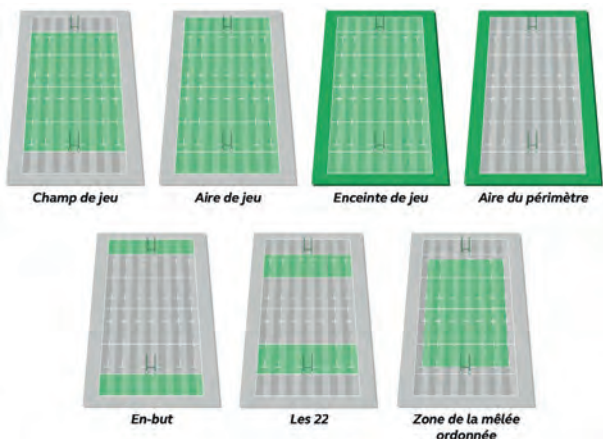 Champ de jeu
Aire de jeu
Enceinte de jeu
Aire du périmètre
En-but
Les 22
Zone de la mêlée
ordonnée